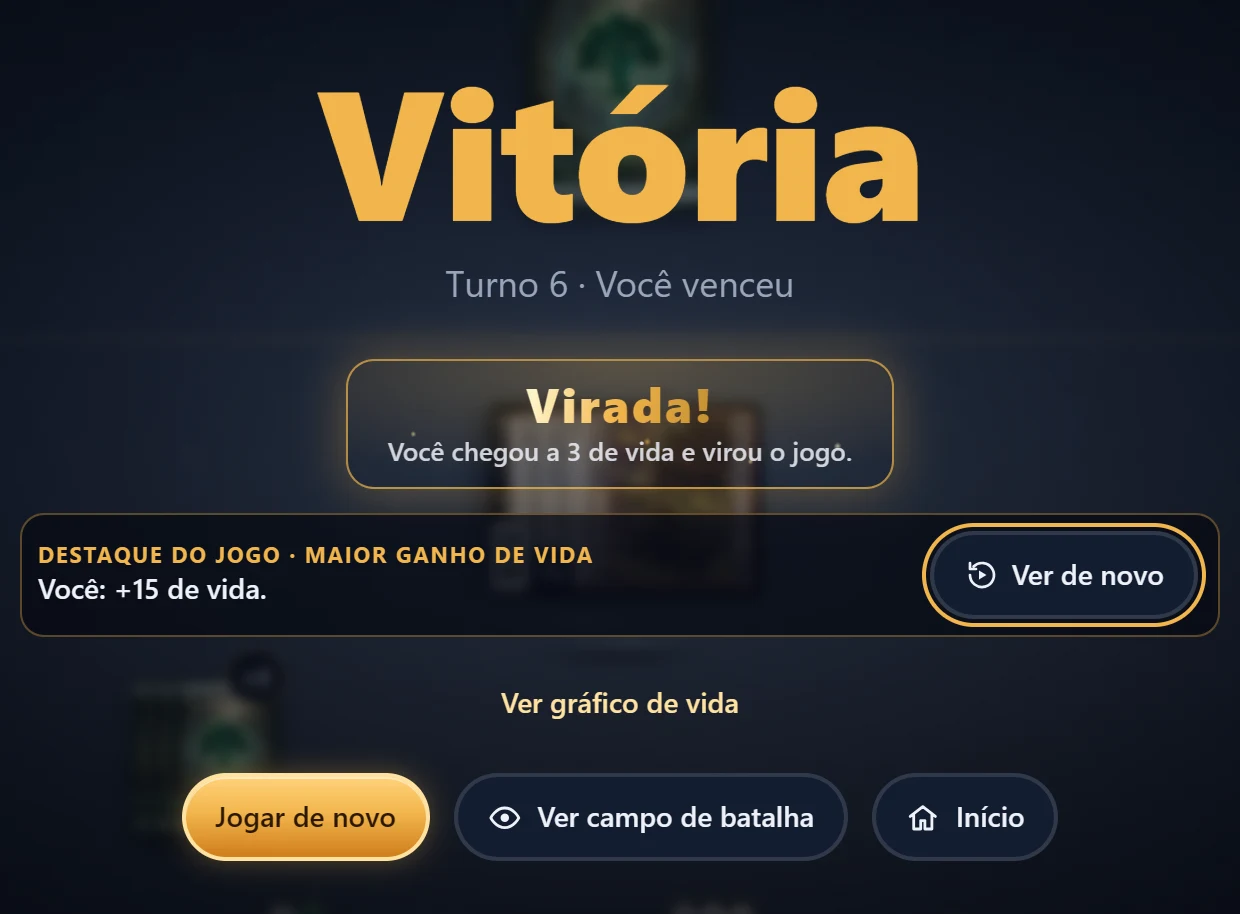 Vitória
Turno 6 · Você venceu
Virada!
Você chegou a 3 de vida e virou o jogo.
DESTAQUE DO JOGO · MAIOR GANHO DE VIDA
Você: +15 de vida.
Ver de novo
Ver gráfico de vida
Jogar de novo
Ver campo de batalha
Início